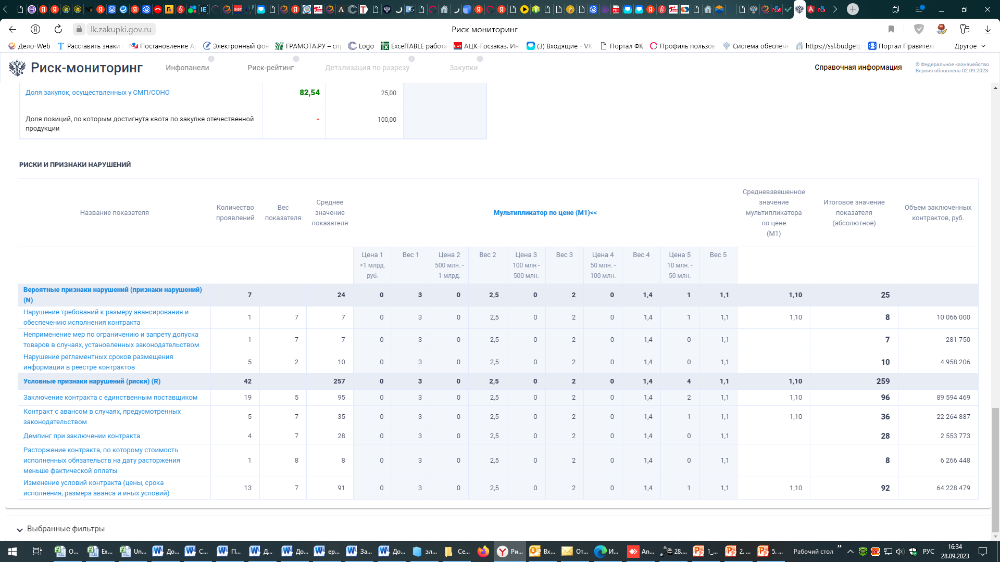 Риск мониторинг
lk.zakupki.gov.ru
Дело-Web
Расставить знаки
Постановление А
Электронный фон
ГРАМОТА.РУ – спр
Logo
ExcelTABLE работа
АЦК-Госзаказ. Ин
(3) Входящие - VK
Портал ФК
Профиль пользов
Система обеспече
https://ssl.budgetp
Портал Правител
Другое
Риск-мониторинг
Инфопанели
Риск-рейтинг
Детализация по разрезу
Закупки
Справочная информация
© Федеральное казначейство
Версия обновлена 02.09.2023
Доля закупок, осуществленных у СМП/СОНО 82,54 25,00
Доля позиций, по которым достигнута квота по закупке отечественной
продукции - 100,00
РИСКИ И ПРИЗНАКИ НАРУШЕНИЙ
Название показателя
Количество
проявлений
Вес
показателя
Среднее
значение
показателя
Мультипликатор по цене (М1)<<
Средневзвешенное
значение
мультипликатора
по цене
(М1)
Итоговое значение
показателя
(абсолютное)
Объем заключенных
контрактов, руб.
Цена 1
>1 млрд.
руб.
Вес 1
Цена 2
500 млн. -
1 млрд.
Вес 2
Цена 3
100 млн -
500 млн.
Вес 3
Цена 4
50 млн. -
100 млн.
Вес 4
Цена 5
10 млн. -
50 млн.
Вес 5
Вероятные признаки нарушений (признаки нарушений)
(N) 7 24 0 3 0 2,5 0 2 0 1,4 1 1,1 1,10 25
Нарушение требований к размеру авансирования и
обеспечению исполнения контракта 1 7 7 0 3 0 2,5 0 2 0 1,4 1 1,1 1,10 8 10 066 000
Неприменение мер по ограничению и запрету допуска
товаров в случаях, установленных законодательством 1 7 7 0 3 0 2,5 0 2 0 1,4 0 1,1 7 281 750
Нарушение регламентных сроков размещения
информации в реестре контрактов 5 2 10 0 3 0 2,5 0 2 0 1,4 0 1,1 10 4 958 206
Условные признаки нарушений (риски) (R) 42 257 0 3 0 2,5 0 2 0 1,4 4 1,1 1,10 259
Заключение контракта с единственным поставщиком 19 5 95 0 3 0 2,5 0 2 0 1,4 2 1,1 1,10 96 89 594 469
Контракт с авансом в случаях, предусмотренных
законодательством 5 7 35 0 3 0 2,5 0 2 0 1,4 1 1,1 1,10 36 22 264 887
Демпинг при заключении контракта 4 7 28 0 3 0 2,5 0 2 0 1,4 0 1,1 28 2 553 773
Расторжение контракта, по которому стоимость
исполненных обязательств на дату расторжения
меньше фактической оплаты 1 8 8 0 3 0 2,5 0 2 0 1,4 0 1,1 8 6 266 448
Изменение условий контракта (цены, срока
исполнения, размера аванса и иных условий) 13 7 91 0 3 0 2,5 0 2 0 1,4 1 1,1 1,10 92 64 228 479
Выбранные фильтры
О...
Ex...
Un...
До...
С...
П...
Д...
До...
ер...
За...
До...
эл...
Се...
Ри...
Вх...
От...
И...
An...
28....
1_...
2. ...
5. ...
Рабочий стол
РУС
16:34
28.09.2023